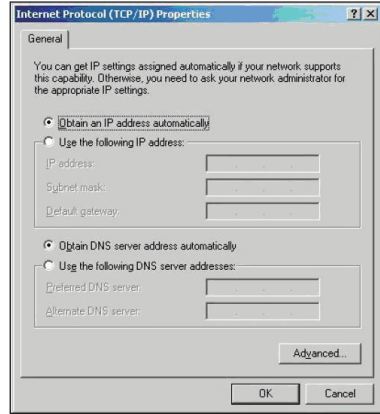 Internet Protocol (TCP/IP) Properties
General
You can get IP settings assigned automatically if your network supports
this capability. Otherwise, you need to ask your network administrator for
the appropriate IP settings.
Obtain an IP address automatically
Use the following IP address:
IP address:
Subnet mask:
Default gateway:
Obtain DNS server address automatically
Use the following DNS server addresses:
Preferred DNS server:
Alternate DNS server:
Advanced...
OK
Cancel